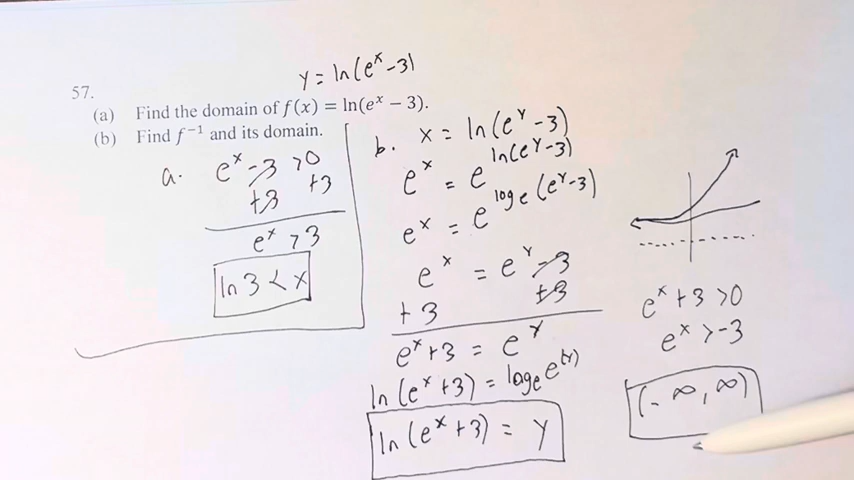 y = ln(e^x - 3)
57.
(a) Find the domain of f(x) = ln(e^x − 3).
(b) Find f^−1 and its domain.
a. e^x - 3 > 0
+3 +3
e^x > 3
ln 3 < x
b. x = ln(e^y - 3)
e^x = e^ln(e^y - 3)
e^x = e^log_e(e^y - 3)
e^x = e^y - 3
+3 +3
e^x + 3 = e^y
ln(e^x + 3) = log_e e^(y)
ln(e^x + 3) = y
e^x + 3 > 0
e^x > -3
(-∞, ∞)